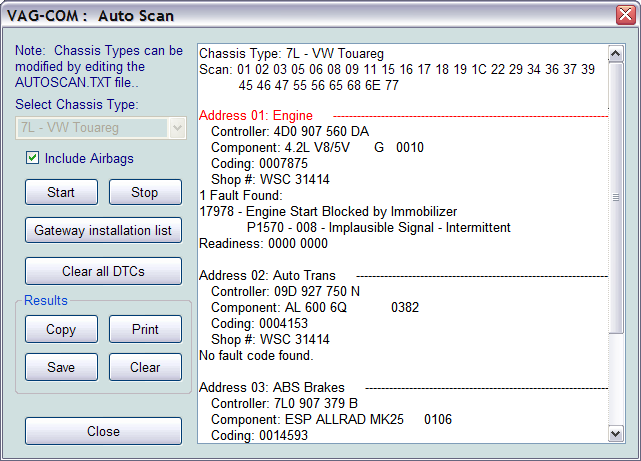 VAG-COM :  Auto Scan
Note:  Chassis Types can be
modified by editing the
AUTOSCAN.TXT file..
Select Chassis Type:
7L - VW Touareg
Include Airbags
Start
Stop
Gateway installation list
Clear all DTCs
Results
Copy
Print
Save
Clear
Close
Chassis Type: 7L - VW Touareg
Scan: 01 02 03 05 06 08 09 11 15 16 17 18 19 1C 22 29 34 36 37 39
45 46 47 55 56 65 68 6E 77
Address 01: Engine
Controller: 4D0 907 560 DA
Component: 4.2L V8/5V       G   0010
Coding: 0007875
Shop #: WSC 31414
1 Fault Found:
17978 - Engine Start Blocked by Immobilizer
P1570 - 008 - Implausible Signal - Intermittent
Readiness: 0000 0000
Address 02: Auto Trans
Controller: 09D 927 750 N
Component: AL 600 6Q            0382
Coding: 0004153
Shop #: WSC 31414
No fault code found.
Address 03: ABS Brakes
Controller: 7L0 907 379 B
Component: ESP ALLRAD MK25      0106
Coding: 0014593